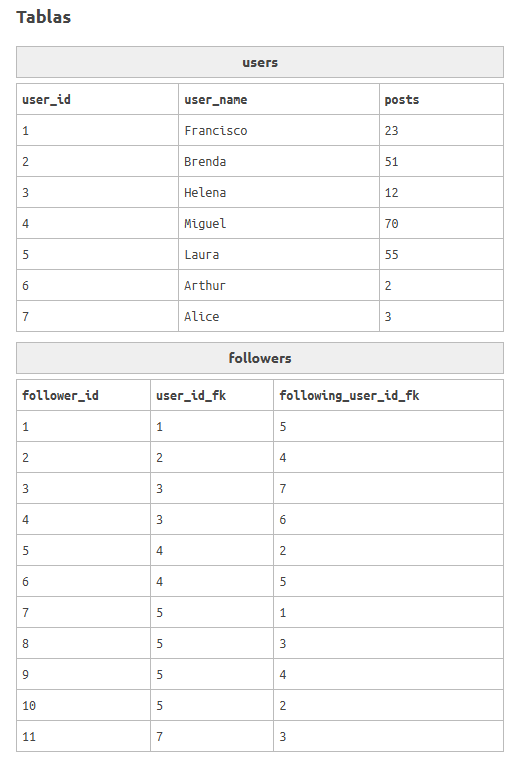 Tablas
users
user_id user_name posts
1 Francisco 23
2 Brenda 51
3 Helena 12
4 Miguel 70
5 Laura 55
6 Arthur 2
7 Alice 3
followers
follower_id user_id_fk following_user_id_fk
1 1 5
2 2 4
3 3 7
4 3 6
5 4 2
6 4 5
7 5 1
8 5 3
9 5 4
10 5 2
11 7 3